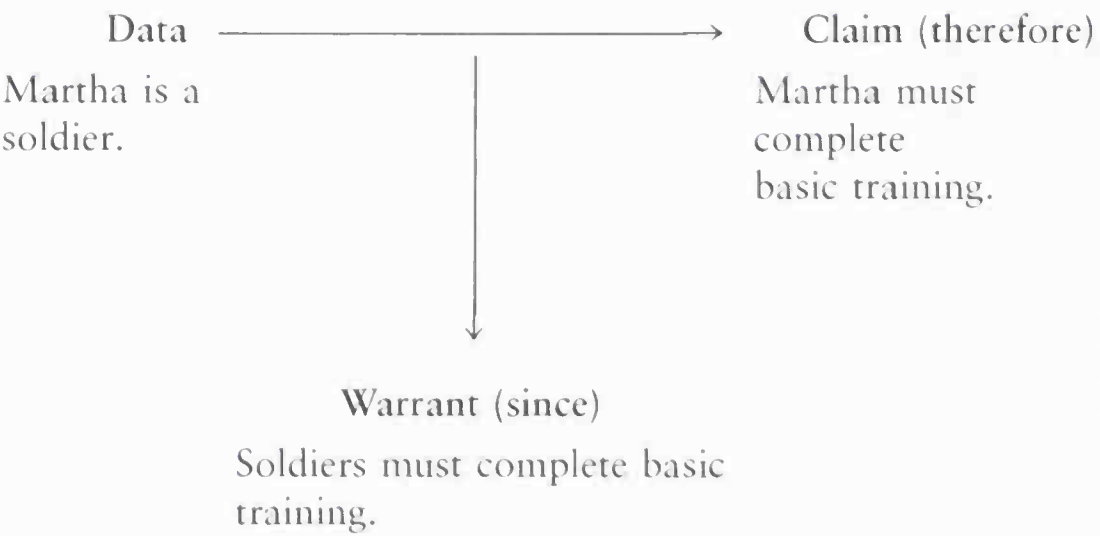 Data
Claim (therefore)
Martha is a
soldier.
Martha must
complete
basic training.
Warrant (since)
Soldiers must complete basic
training.